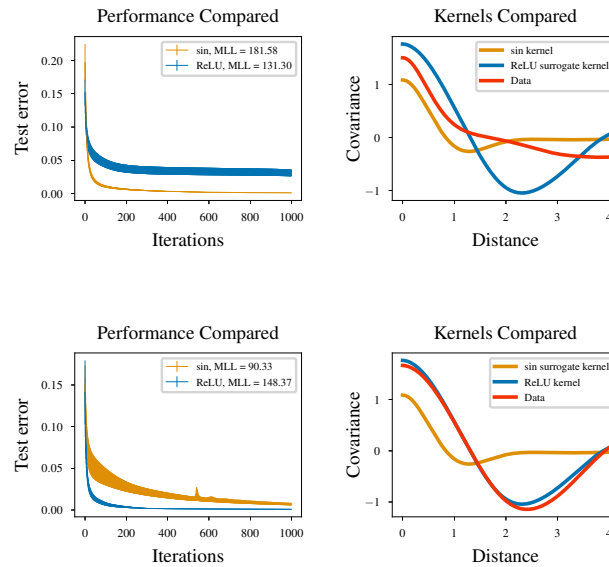 Performance Compared
sin, MLL = 181.58
ReLU, MLL = 131.30
0.20
0.15
0.10
0.05
0.00
Test error
0 200 400 600 800 1000
Iterations
Kernels Compared
sin kernel
ReLU surrogate kernel
Data
1
0
−1
Covariance
0 1 2 3 4
Distance
Performance Compared
sin, MLL = 90.33
ReLU, MLL = 148.37
0.15
0.10
0.05
0.00
Test error
0 200 400 600 800 1000
Iterations
Kernels Compared
sin surrogate kernel
ReLU kernel
Data
1
0
−1
Covariance
0 1 2 3 4
Distance